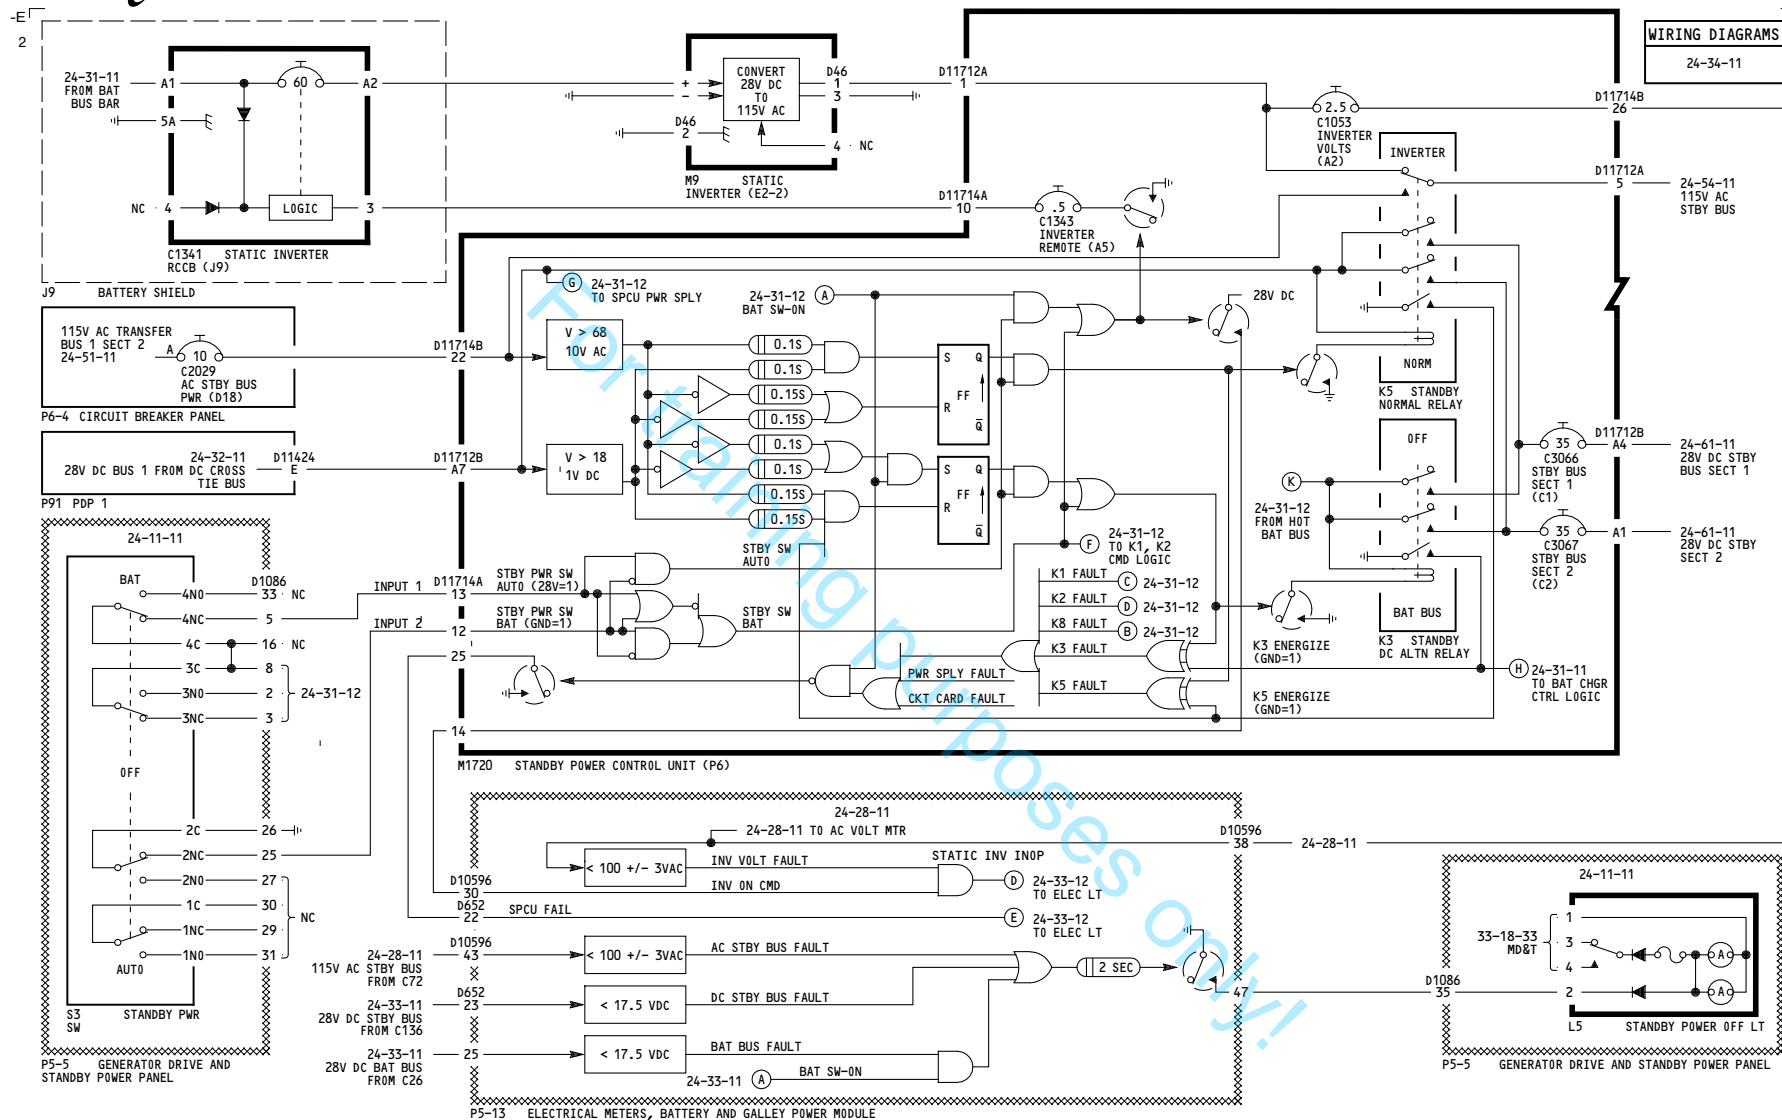 -E
2
WIRING DIAGRAMS
24-34-11
24-31-11
FROM BAT
BUS BAR
A1
60
A2
5A
NC
4
LOGIC
3
C1341 STATIC INVERTER
RCCB (J9)
J9 BATTERY SHIELD
+
-
CONVERT
28V DC
TO
115V AC
D46
1
3
D46
2
4
NC
M9 STATIC
INVERTER (E2-2)
D11712A
1
D11714A
10
2.5
C1053
INVERTER
VOLTS
(A2)
.5
C1343
INVERTER
REMOTE (A5)
D11714B
26
INVERTER
D11712A
5
24-54-11
115V AC
STBY BUS
NORM
K5 STANDBY
NORMAL RELAY
115V AC TRANSFER
BUS 1 SECT 2
24-51-11
A
10
C2029
AC STBY BUS
PWR (D18)
P6-4 CIRCUIT BREAKER PANEL
D11714B
22
24-32-11
28V DC BUS 1 FROM DC CROSS
TIE BUS
D11424
E
P91 PDP 1
D11712B
A7
G
24-31-12
TO SPCU PWR SPLY
24-31-12
BAT SW-ON
A
28V DC
V > 68
10V AC
V > 18
1V DC
0.1S
0.1S
0.15S
0.15S
0.1S
0.1S
0.15S
0.15S
S
Q
FF
R
Q̅
S
Q
FF
R
Q̅
OFF
D11712B
35
A4
C3066
STBY BUS
SECT 1
(C1)
24-61-11
28V DC STBY
BUS SECT 1
K
24-31-12
FROM HOT
BAT BUS
35
A1
C3067
STBY BUS
SECT 2
(C2)
24-61-11
28V DC STBY
SECT 2
BAT BUS
K3 STANDBY
DC ALTN RELAY
STBY SW
AUTO
F
24-31-12
TO K1, K2
CMD LOGIC
K1 FAULT
C
24-31-12
K2 FAULT
D
24-31-12
K8 FAULT
B
24-31-12
K3 FAULT
K5 FAULT
K3 ENERGIZE
(GND=1)
K5 ENERGIZE
(GND=1)
H
24-31-11
TO BAT CHGR
CTRL LOGIC
PWR SPLY FAULT
CKT CARD FAULT
STBY PWR SW
AUTO (28V=1)
STBY PWR SW
BAT (GND=1)
STBY SW
BAT
INPUT 1
D11714A
13
INPUT 2
12
25
14
M1720 STANDBY POWER CONTROL UNIT (P6)
24-11-11
BAT
D1086
4NO 33 NC
4NC 5
4C 16 NC
3C 8
3NO 2
3NC 3
24-31-12
OFF
2C 26
2NC 25
2NO 27
1C 30
1NC 29
1NO 31
NC
AUTO
S3 STANDBY PWR
SW
P5-5 GENERATOR DRIVE AND
STANDBY POWER PANEL
24-28-11
24-28-11 TO AC VOLT MTR
D10596
38
24-28-11
< 100 +/- 3VAC
INV VOLT FAULT
STATIC INV INOP
D10596
30
INV ON CMD
D
24-33-12
TO ELEC LT
D652
22
SPCU FAIL
E
24-33-12
TO ELEC LT
24-28-11
115V AC STBY BUS
FROM C72
D10596
43
< 100 +/- 3VAC
AC STBY BUS FAULT
2 SEC
24-33-11
28V DC STBY BUS
FROM C136
D652
23
< 17.5 VDC
DC STBY BUS FAULT
47
24-33-11
28V DC BAT BUS
FROM C26
25
< 17.5 VDC
BAT BUS FAULT
24-33-11
A
BAT SW-ON
P5-13 ELECTRICAL METERS, BATTERY AND GALLEY POWER MODULE
24-11-11
33-18-33
MD&T
1
3
4
2
A
A
D1086
35
L5 STANDBY POWER OFF LT
P5-5 GENERATOR DRIVE AND STANDBY POWER PANEL
For training purposes only!